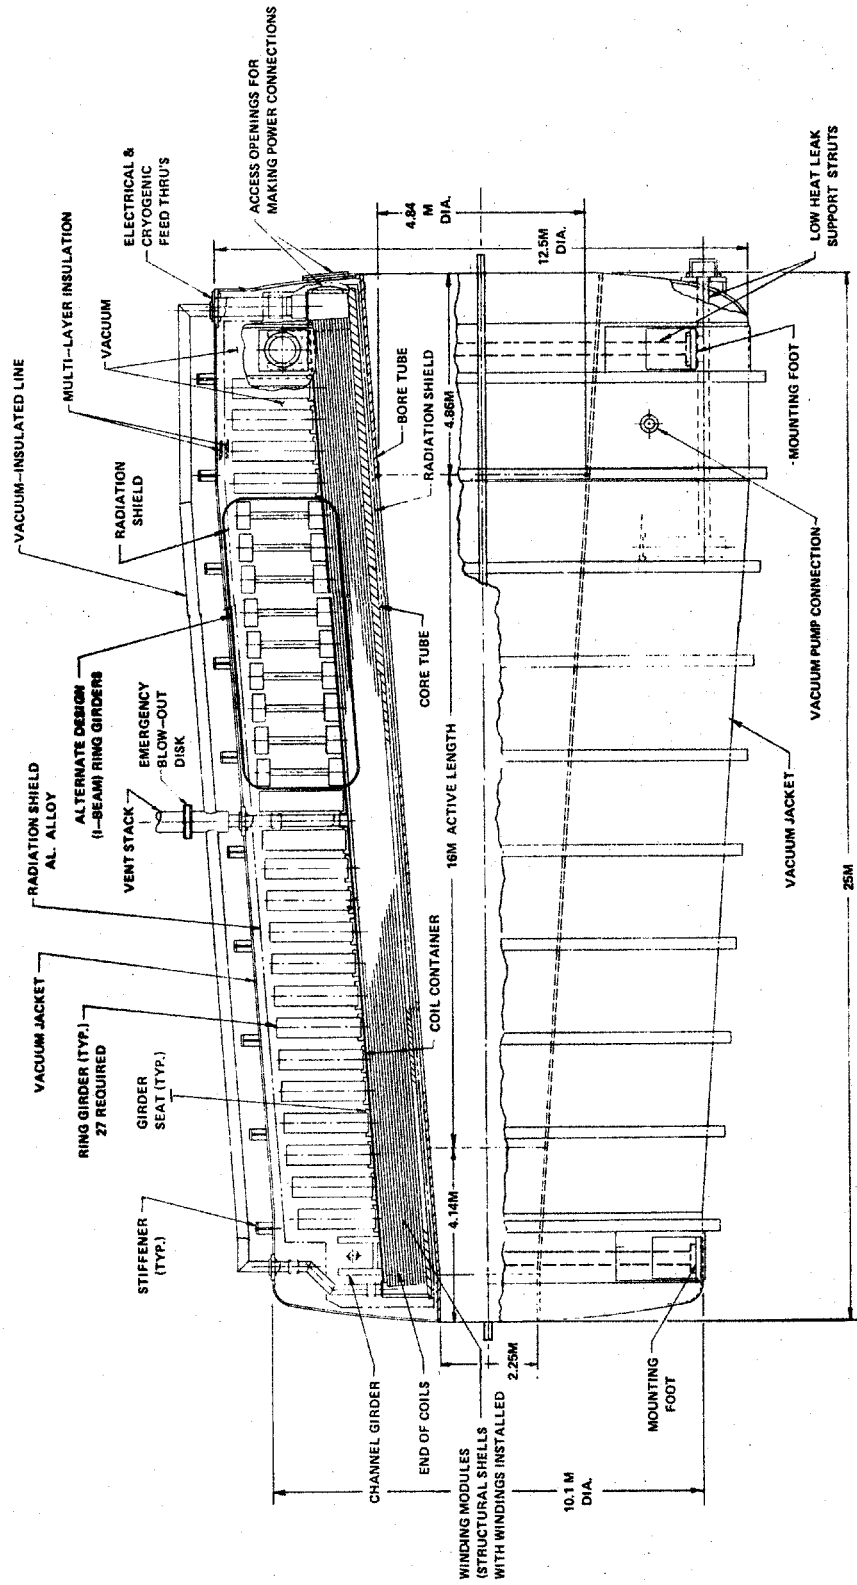 VACUUM-INSULATED LINE
MULTI-LAYER INSULATION
VACUUM
ELECTRICAL &
CRYOGENIC
FEED THRU'S
ACCESS OPENINGS FOR
MAKING POWER CONNECTIONS
RADIATION
SHIELD
ALTERNATE DESIGN
(I-BEAM) RING GIRDERS
EMERGENCY
BLOW-OUT
DISK
VENT STACK
RADIATION SHIELD
AL. ALLOY
VACUUM JACKET
RING GIRDER (TYP.)
27 REQUIRED
GIRDER
SEAT (TYP.)
STIFFENER
(TYP.)
CHANNEL GIRDER
END OF COILS
WINDING MODULES
(STRUCTURAL SHELLS
WITH WINDINGS INSTALLED
COIL CONTAINER
CORE TUBE
RADIATION SHIELD
BORE TUBE
4.84
M
DIA.
12.5M
DIA.
4.86M
16M ACTIVE LENGTH
4.14M
2.25M
10.1 M
DIA.
MOUNTING
FOOT
VACUUM JACKET
VACUUM PUMP CONNECTION
MOUNTING FOOT
LOW HEAT LEAK
SUPPORT STRUTS
25M